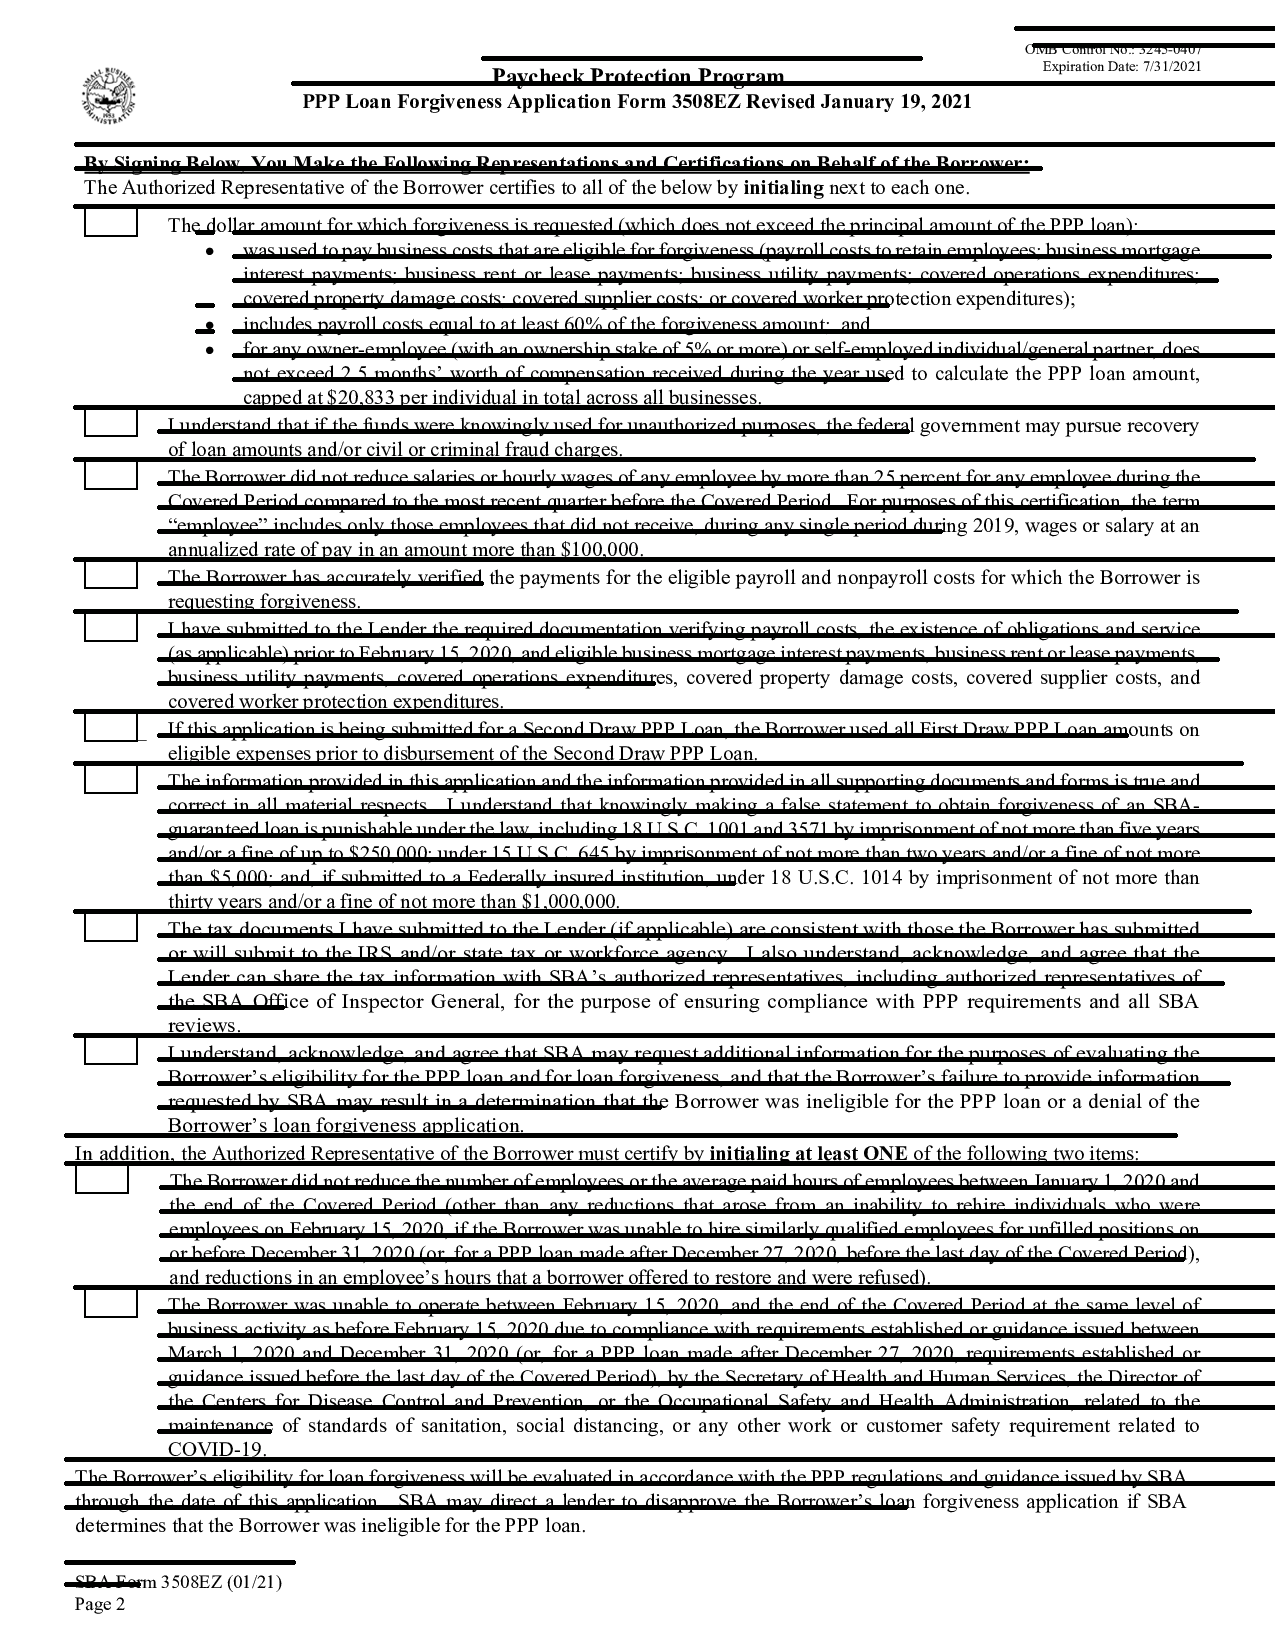 OMB Control No.: 3245-0407
Expiration Date: 7/31/2021
Paycheck Protection Program
PPP Loan Forgiveness Application Form 3508EZ Revised January 19, 2021
By Signing Below, You Make the Following Representations and Certifications on Behalf of the Borrower:
The Authorized Representative of the Borrower certifies to all of the below by initialing next to each one.
The dollar amount for which forgiveness is requested (which does not exceed the principal amount of the PPP loan):
• was used to pay business costs that are eligible for forgiveness (payroll costs to retain employees; business mortgage
interest payments; business rent or lease payments; business utility payments; covered operations expenditures;
covered property damage costs; covered supplier costs; or covered worker protection expenditures);
• includes payroll costs equal to at least 60% of the forgiveness amount; and
• for any owner-employee (with an ownership stake of 5% or more) or self-employed individual/general partner, does
not exceed 2.5 months’ worth of compensation received during the year used to calculate the PPP loan amount,
capped at $20,833 per individual in total across all businesses.
I understand that if the funds were knowingly used for unauthorized purposes, the federal government may pursue recovery
of loan amounts and/or civil or criminal fraud charges.
The Borrower did not reduce salaries or hourly wages of any employee by more than 25 percent for any employee during the
Covered Period compared to the most recent quarter before the Covered Period. For purposes of this certification, the term
“employee” includes only those employees that did not receive, during any single period during 2019, wages or salary at an
annualized rate of pay in an amount more than $100,000.
The Borrower has accurately verified the payments for the eligible payroll and nonpayroll costs for which the Borrower is
requesting forgiveness.
I have submitted to the Lender the required documentation verifying payroll costs, the existence of obligations and service
(as applicable) prior to February 15, 2020, and eligible business mortgage interest payments, business rent or lease payments,
business utility payments, covered operations expenditures, covered property damage costs, covered supplier costs, and
covered worker protection expenditures.
If this application is being submitted for a Second Draw PPP Loan, the Borrower used all First Draw PPP Loan amounts on
eligible expenses prior to disbursement of the Second Draw PPP Loan.
The information provided in this application and the information provided in all supporting documents and forms is true and
correct in all material respects. I understand that knowingly making a false statement to obtain forgiveness of an SBA-
guaranteed loan is punishable under the law, including 18 U.S.C. 1001 and 3571 by imprisonment of not more than five years
and/or a fine of up to $250,000; under 15 U.S.C. 645 by imprisonment of not more than two years and/or a fine of not more
than $5,000; and, if submitted to a Federally insured institution, under 18 U.S.C. 1014 by imprisonment of not more than
thirty years and/or a fine of not more than $1,000,000.
The tax documents I have submitted to the Lender (if applicable) are consistent with those the Borrower has submitted
or will submit to the IRS and/or state tax or workforce agency. I also understand, acknowledge, and agree that the
Lender can share the tax information with SBA’s authorized representatives, including authorized representatives of
the SBA Office of Inspector General, for the purpose of ensuring compliance with PPP requirements and all SBA
reviews.
I understand, acknowledge, and agree that SBA may request additional information for the purposes of evaluating the
Borrower’s eligibility for the PPP loan and for loan forgiveness, and that the Borrower’s failure to provide information
requested by SBA may result in a determination that the Borrower was ineligible for the PPP loan or a denial of the
Borrower’s loan forgiveness application.
In addition, the Authorized Representative of the Borrower must certify by initialing at least ONE of the following two items:
The Borrower did not reduce the number of employees or the average paid hours of employees between January 1, 2020 and
the end of the Covered Period (other than any reductions that arose from an inability to rehire individuals who were
employees on February 15, 2020, if the Borrower was unable to hire similarly qualified employees for unfilled positions on
or before December 31, 2020 (or, for a PPP loan made after December 27, 2020, before the last day of the Covered Period),
and reductions in an employee’s hours that a borrower offered to restore and were refused).
The Borrower was unable to operate between February 15, 2020, and the end of the Covered Period at the same level of
business activity as before February 15, 2020 due to compliance with requirements established or guidance issued between
March 1, 2020 and December 31, 2020 (or, for a PPP loan made after December 27, 2020, requirements established or
guidance issued before the last day of the Covered Period), by the Secretary of Health and Human Services, the Director of
the Centers for Disease Control and Prevention, or the Occupational Safety and Health Administration, related to the
maintenance of standards of sanitation, social distancing, or any other work or customer safety requirement related to
COVID-19.
The Borrower’s eligibility for loan forgiveness will be evaluated in accordance with the PPP regulations and guidance issued by SBA
through the date of this application. SBA may direct a lender to disapprove the Borrower’s loan forgiveness application if SBA
determines that the Borrower was ineligible for the PPP loan.
SBA Form 3508EZ (01/21)
Page 2